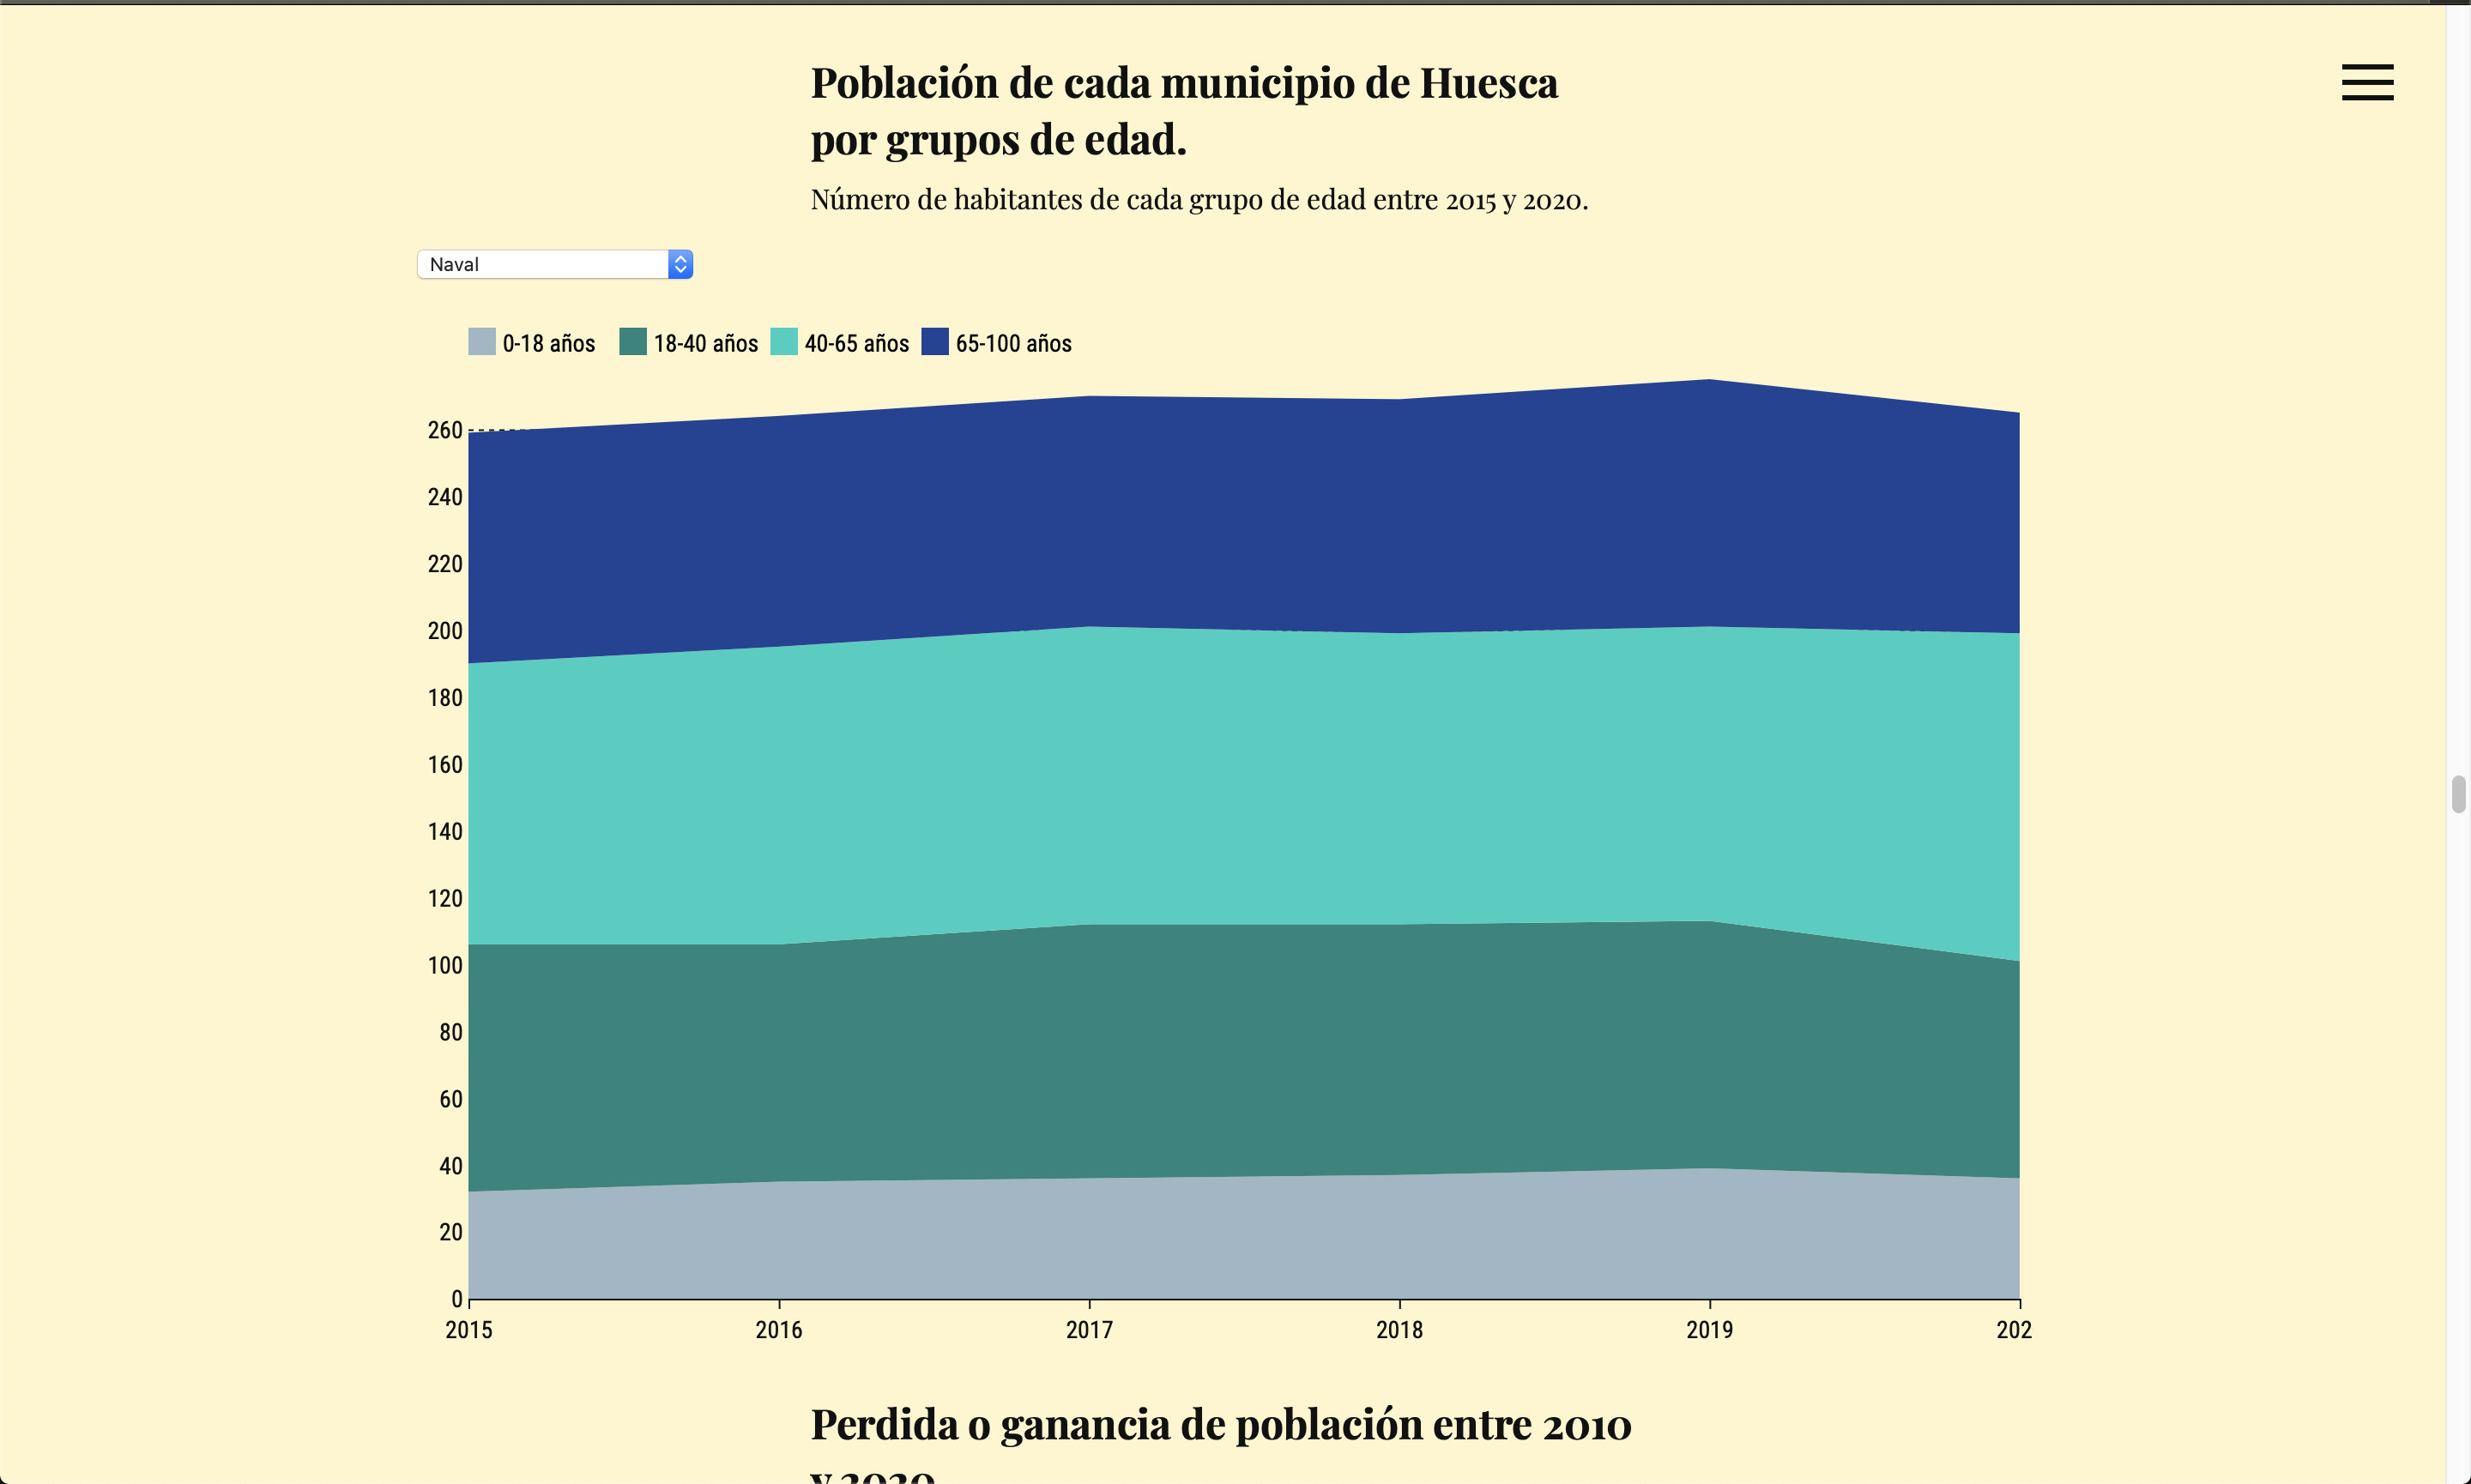 Población de cada municipio de Huesca
por grupos de edad.
Número de habitantes de cada grupo de edad entre 2015 y 2020.
Naval
0-18 años 18-40 años 40-65 años 65-100 años
260
240
220
200
180
160
140
120
100
80
60
40
20
0
2015 2016 2017 2018 2019 202
Perdida o ganancia de población entre 2010
y 2020